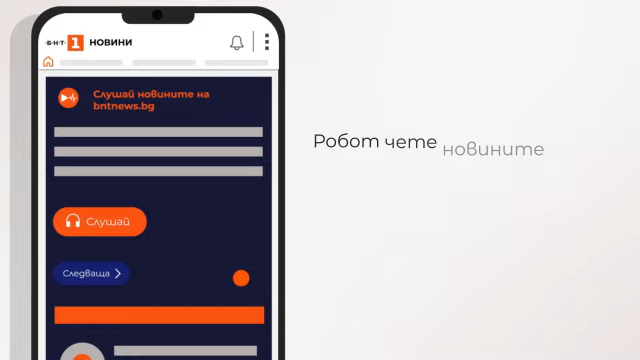 БНТ 1 НОВИНИ
Слушай новините на
bntnews.bg
Слушай
Следваща
Робот чете новините